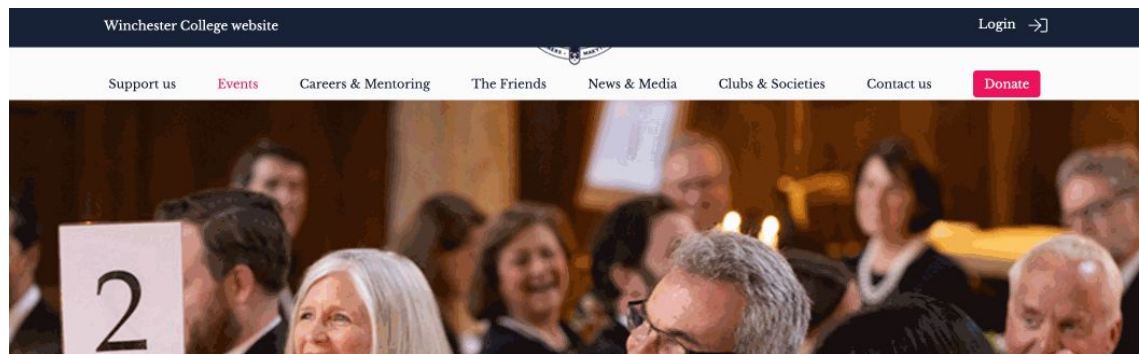 Winchester College website
Login
Support us
Events
Careers & Mentoring
The Friends
News & Media
Clubs & Societies
Contact us
Donate
2